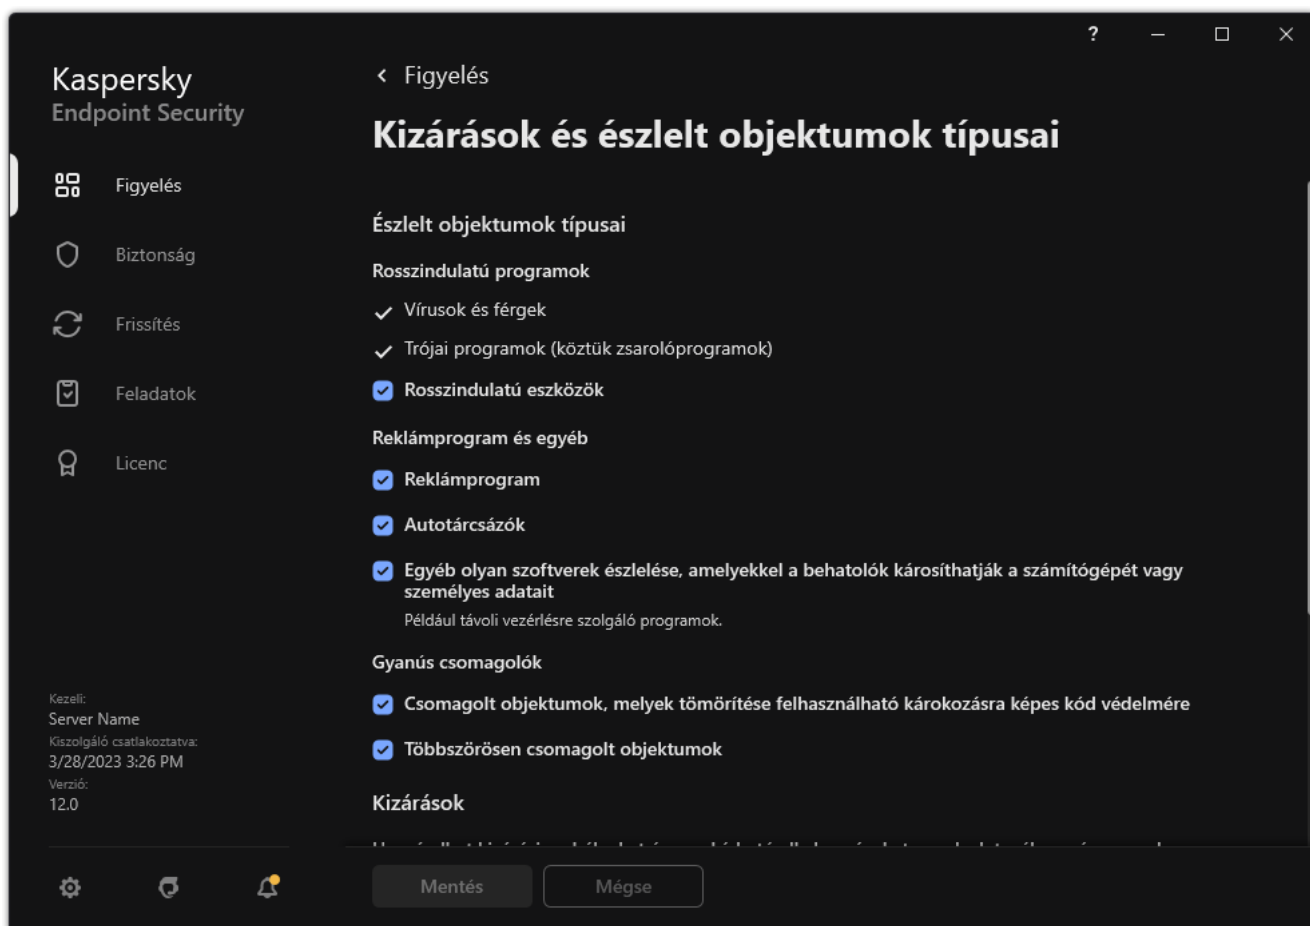 ?
Kaspersky
Endpoint Security
Figyelés
Biztonság
Frissítés
Feladatok
Licenc
Kezeli:
Server Name
Kiszolgáló csatlakoztatva:
3/28/2023 3:26 PM
Verzió:
12.0
Figyelés
Kizárások és észlelt objektumok típusai
Észlelt objektumok típusai
Rosszindulatú programok
Vírusok és férgek
Trójai programok (köztük zsarolóprogramok)
Rosszindulatú eszközök
Reklámprogram és egyéb
Reklámprogram
Autotárcsázók
Egyéb olyan szoftverek észlelése, amelyekkel a behatolók károsíthatják a számítógépét vagy
személyes adatait
Például távoli vezérlésre szolgáló programok.
Gyanús csomagolók
Csomagolt objektumok, melyek tömörítése felhasználható károkozásra képes kód védelmére
Többszörösen csomagolt objektumok
Kizárások
Mentés
Mégse